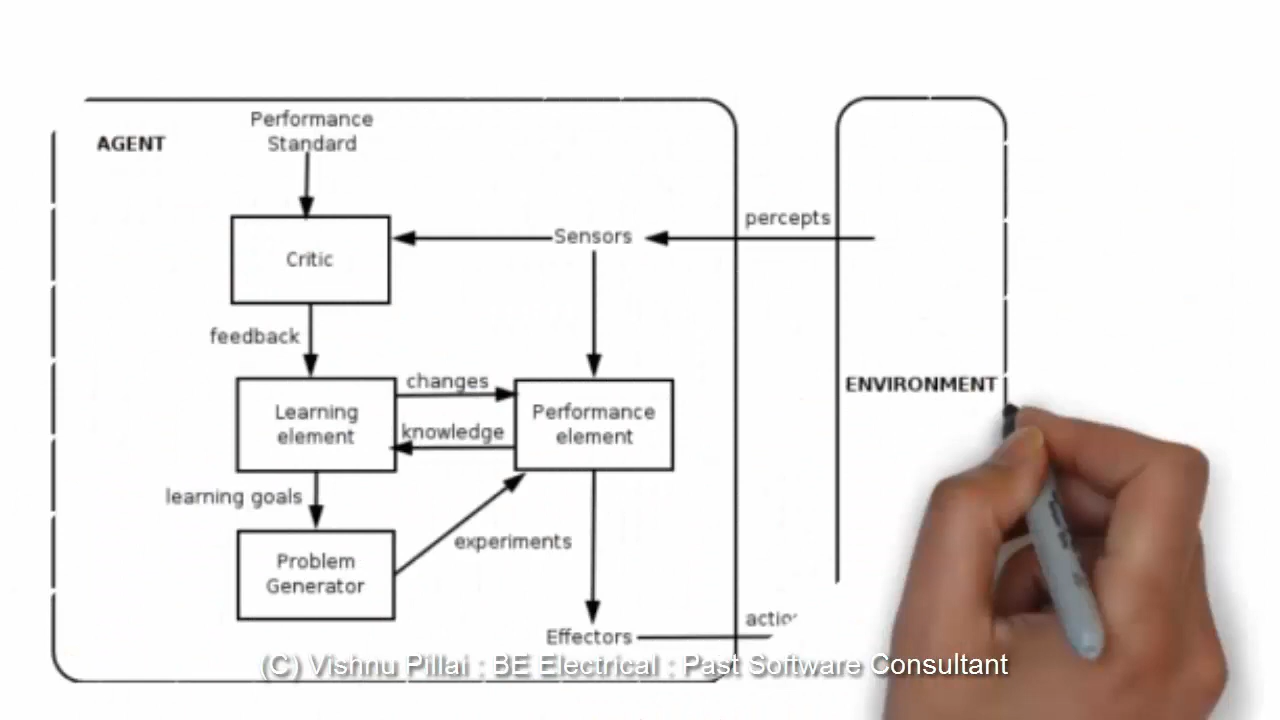 Performance
Standard
AGENT
percepts
Sensors
Critic
feedback
changes
ENVIRONMENT
Learning
element
Performance
element
knowledge
learning goals
experiments
Problem
Generator
Effectors
(C) Vishnu Pillai : BE Electrical : Past Software Consultant